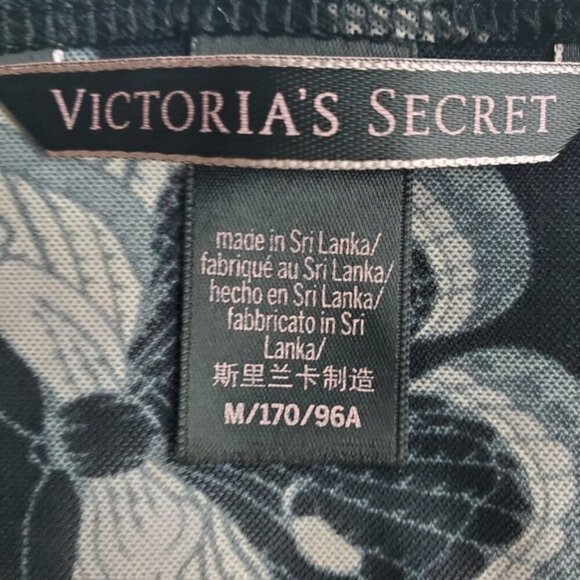 VICTORIA'S SECRET
made in Sri Lanka/
fabriqué au Sri Lanka/
hecho en Sri Lanka/
fabbricato in Sri
Lanka/
斯里兰卡制造
M/170/96A